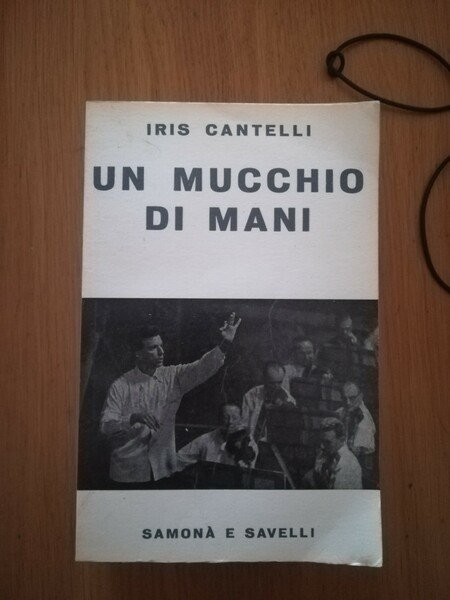 IRIS CANTELLI
UN MUCCHIO
DI MANI
SAMONÀ E SAVELLI